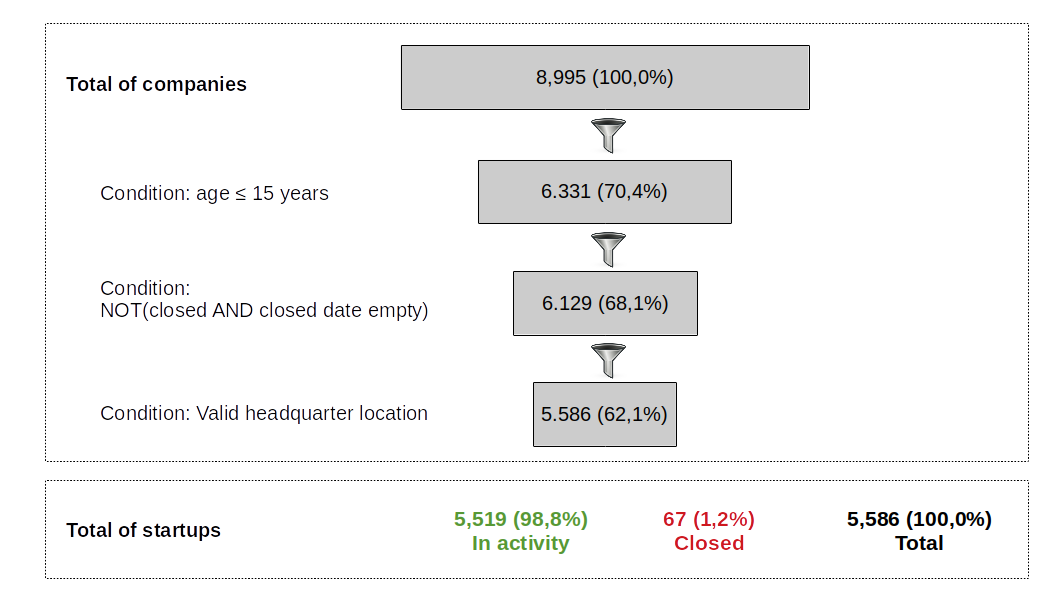 Total of companies
8,995 (100,0%)
Condition: age ≤ 15 years
6.331 (70,4%)
Condition:
NOT(closed AND closed date empty)
6.129 (68,1%)
Condition: Valid headquarter location
5.586 (62,1%)
Total of startups
5,519 (98,8%)
In activity
67 (1,2%)
Closed
5,586 (100,0%)
Total